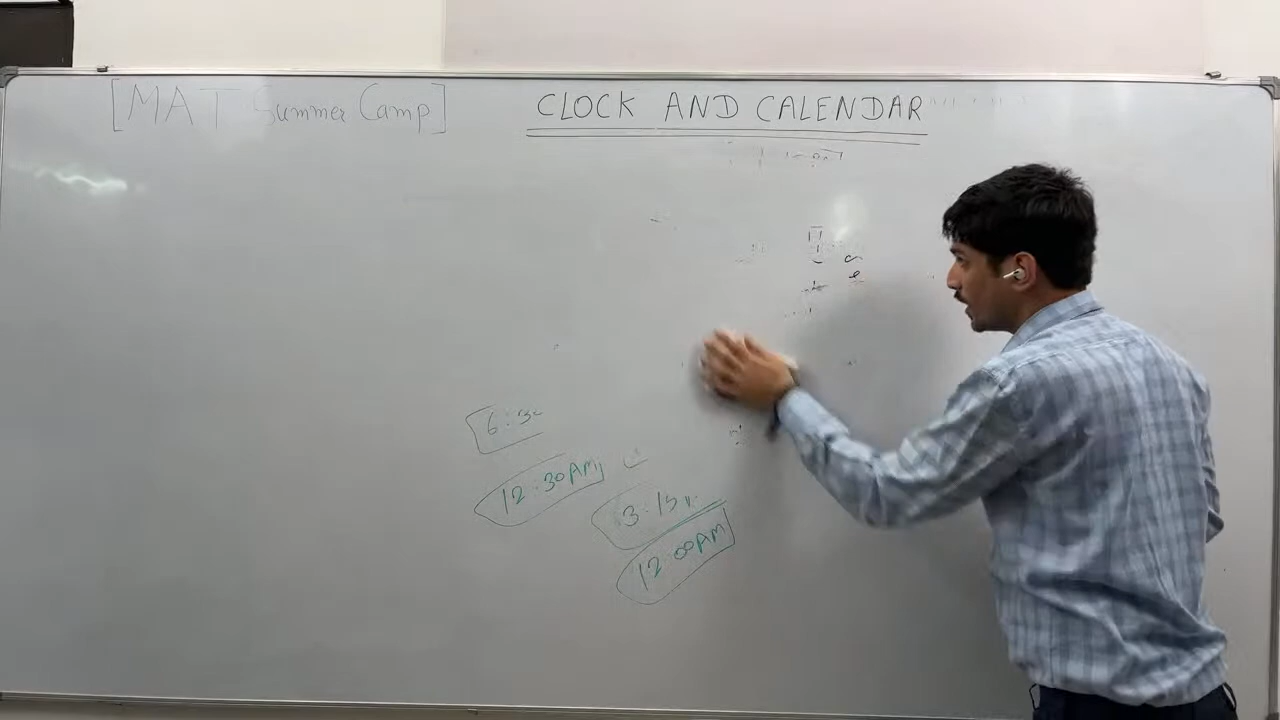 [MAT Summer Camp]
CLOCK AND CALENDAR
6:30
12:30AM
3:15
12:00AM